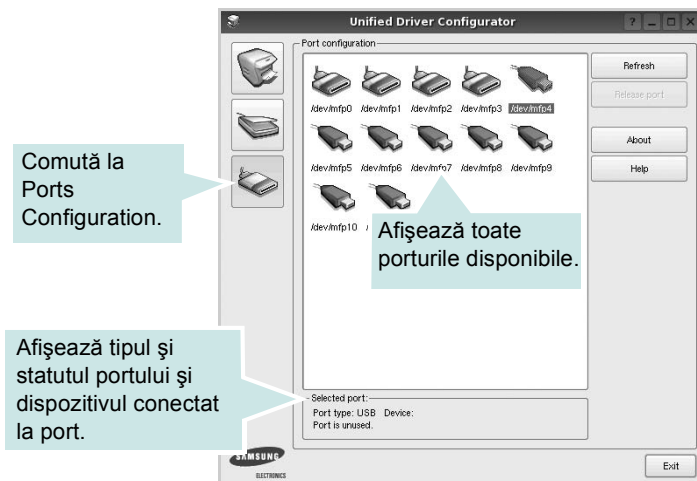 Unified Driver Configurator
Port configuration
/dev/mfp0 /dev/mfp1 /dev/mfp2 /dev/mfp3 /dev/mfp4
/dev/mfp5 /dev/mfp6 /dev/mfp7 /dev/mfp8 /dev/mfp9
/dev/mfp10 /
Refresh
Release port
About
Help
Comută la
Ports
Configuration.
Afişează toate
porturile disponibile.
Afişează tipul şi
statutul portului şi
dispozitivul conectat
la port.
Selected port:
Port type: USB Device:
Port is unused.
SAMSUNG
ELECTRONICS
Exit